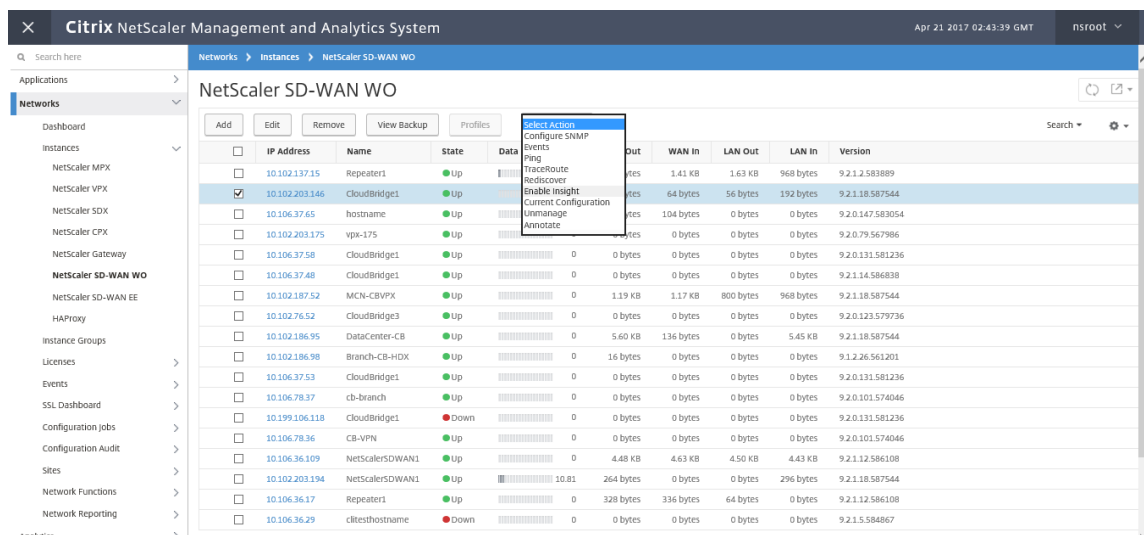 Citrix NetScaler Management and Analytics System
Apr 21 2017 02:43:39 GMT
nsroot
Search here
Networks > Instances > NetScaler SD-WAN WO
Applications
Networks
Dashboard
Instances
NetScaler MPX
NetScaler VPX
NetScaler SDX
NetScaler CPX
NetScaler Gateway
NetScaler SD-WAN WO
NetScaler SD-WAN EE
HAProxy
Instance Groups
Licenses
Events
SSL Dashboard
Configuration Jobs
Configuration Audit
Sites
Network Functions
Network Reporting
NetScaler SD-WAN WO
Add Edit Remove View Backup Profiles
Search
Select Action
Configure SNMP
Events
Ping
TraceRoute
Rediscover
Enable Insight
Current Configuration
Unmanage
Annotate
IP Address Name State Data Out WAN In LAN Out LAN In Version
10.102.137.15 Repeater1 Up ytes 1.41 KB 1.63 KB 968 bytes 9.2.1.2.583889
10.102.203.146 CloudBridge1 Up ytes 64 bytes 56 bytes 192 bytes 9.2.1.18.587544
10.106.37.65 hostname Up ytes 104 bytes 0 bytes 0 bytes 9.2.0.147.583054
10.102.203.175 vpx-175 Up 0 bytes 0 bytes 0 bytes 9.2.0.79.567986
10.106.37.58 CloudBridge1 Up 0 0 bytes 0 bytes 0 bytes 0 bytes 9.2.0.131.581236
10.106.37.48 CloudBridge1 Up 0 0 bytes 0 bytes 0 bytes 0 bytes 9.2.1.14.586838
10.102.187.52 MCN-CBVPX Up 0 1.19 KB 1.17 KB 800 bytes 968 bytes 9.2.1.18.587544
10.102.76.52 CloudBridge3 Up 0 0 bytes 0 bytes 0 bytes 0 bytes 9.2.0.123.579736
10.102.186.95 DataCenter-CB Up 0 5.60 KB 136 bytes 0 bytes 5.45 KB 9.2.1.18.587544
10.102.186.98 Branch-CB-HDX Up 0 16 bytes 0 bytes 0 bytes 0 bytes 9.1.2.26.561201
10.106.37.53 CloudBridge1 Up 0 0 bytes 0 bytes 0 bytes 0 bytes 9.2.0.131.581236
10.106.78.37 cb-branch Up 0 0 bytes 0 bytes 0 bytes 0 bytes 9.2.0.101.574046
10.199.106.118 CloudBridge1 Down 0 0 bytes 0 bytes 0 bytes 0 bytes 9.2.0.131.581236
10.106.78.36 CB-VPN Up 0 0 bytes 0 bytes 0 bytes 0 bytes 9.2.0.101.574046
10.106.36.109 NetScalerSDWAN1 Up 0 4.48 KB 4.63 KB 4.50 KB 4.43 KB 9.2.1.12.586108
10.102.203.194 NetScalerSDWAN1 Up 10.81 264 bytes 0 bytes 0 bytes 296 bytes 9.2.1.18.587544
10.106.36.17 Repeater1 Up 0 328 bytes 336 bytes 64 bytes 0 bytes 9.2.1.12.586108
10.106.36.29 clitesthostname Down 0 0 bytes 0 bytes 0 bytes 0 bytes 9.2.1.5.584867